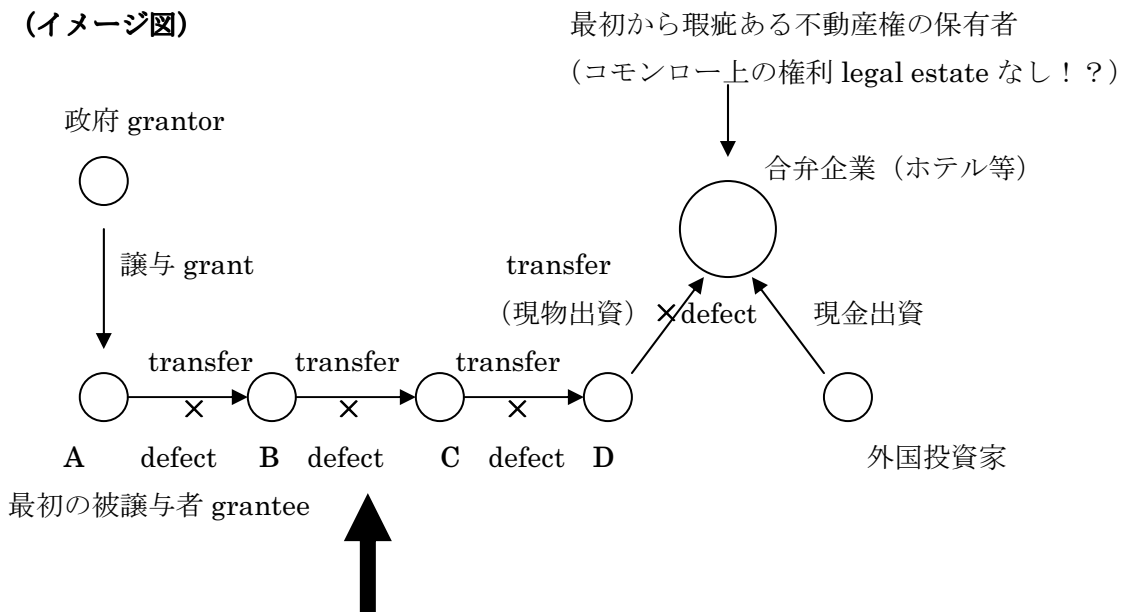 (イメージ図)
最初から瑕疵ある不動産権の保有者
（コモンロー上の権利 legal estate なし！？）
政府 grantor
合弁企業（ホテル等）
譲与 grant
transfer
（現物出資）
×defect
現金出資
transfer transfer transfer
× × ×
A defect B defect C defect D
外国投資家
最初の被譲与者 grantee